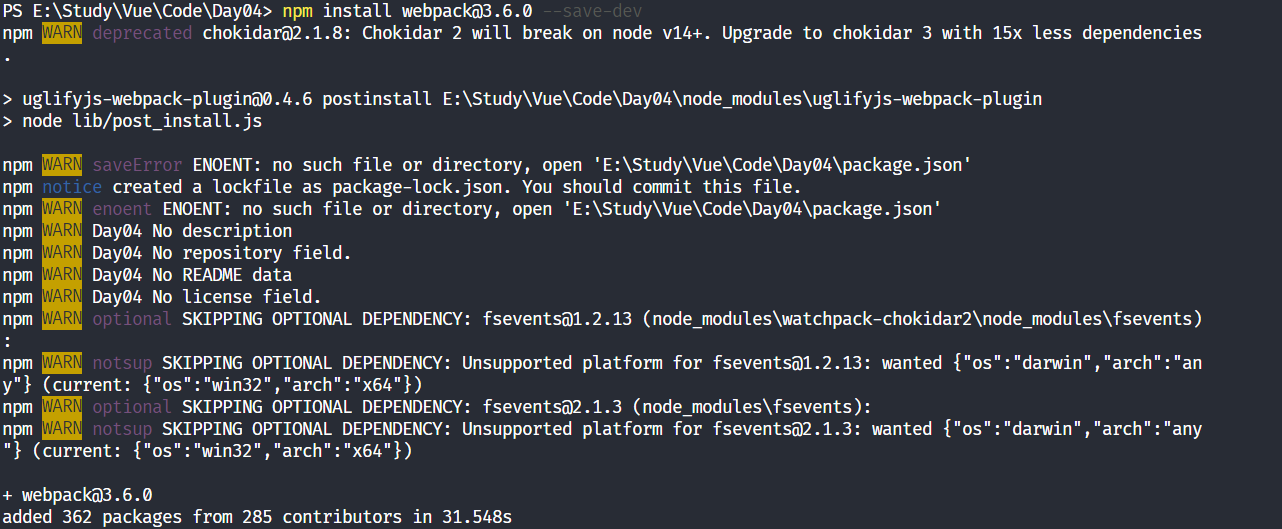 PS E:\Study\Vue\Code\Day04> npm install webpack@3.6.0 --save-dev
npm WARN deprecated chokidar@2.1.8: Chokidar 2 will break on node v14+. Upgrade to chokidar 3 with 15x less dependencies
.
> uglifyjs-webpack-plugin@0.4.6 postinstall E:\Study\Vue\Code\Day04\node_modules\uglifyjs-webpack-plugin
> node lib/post_install.js
npm WARN saveError ENOENT: no such file or directory, open 'E:\Study\Vue\Code\Day04\package.json'
npm notice created a lockfile as package-lock.json. You should commit this file.
npm WARN enoent ENOENT: no such file or directory, open 'E:\Study\Vue\Code\Day04\package.json'
npm WARN Day04 No description
npm WARN Day04 No repository field.
npm WARN Day04 No README data
npm WARN Day04 No license field.
npm WARN optional SKIPPING OPTIONAL DEPENDENCY: fsevents@1.2.13 (node_modules\watchpack-chokidar2\node_modules\fsevents)
:
npm WARN notsup SKIPPING OPTIONAL DEPENDENCY: Unsupported platform for fsevents@1.2.13: wanted {"os":"darwin","arch":"an
y"} (current: {"os":"win32","arch":"x64"})
npm WARN optional SKIPPING OPTIONAL DEPENDENCY: fsevents@2.1.3 (node_modules\fsevents):
npm WARN notsup SKIPPING OPTIONAL DEPENDENCY: Unsupported platform for fsevents@2.1.3: wanted {"os":"darwin","arch":"any
"} (current: {"os":"win32","arch":"x64"})
+ webpack@3.6.0
added 362 packages from 285 contributors in 31.548s